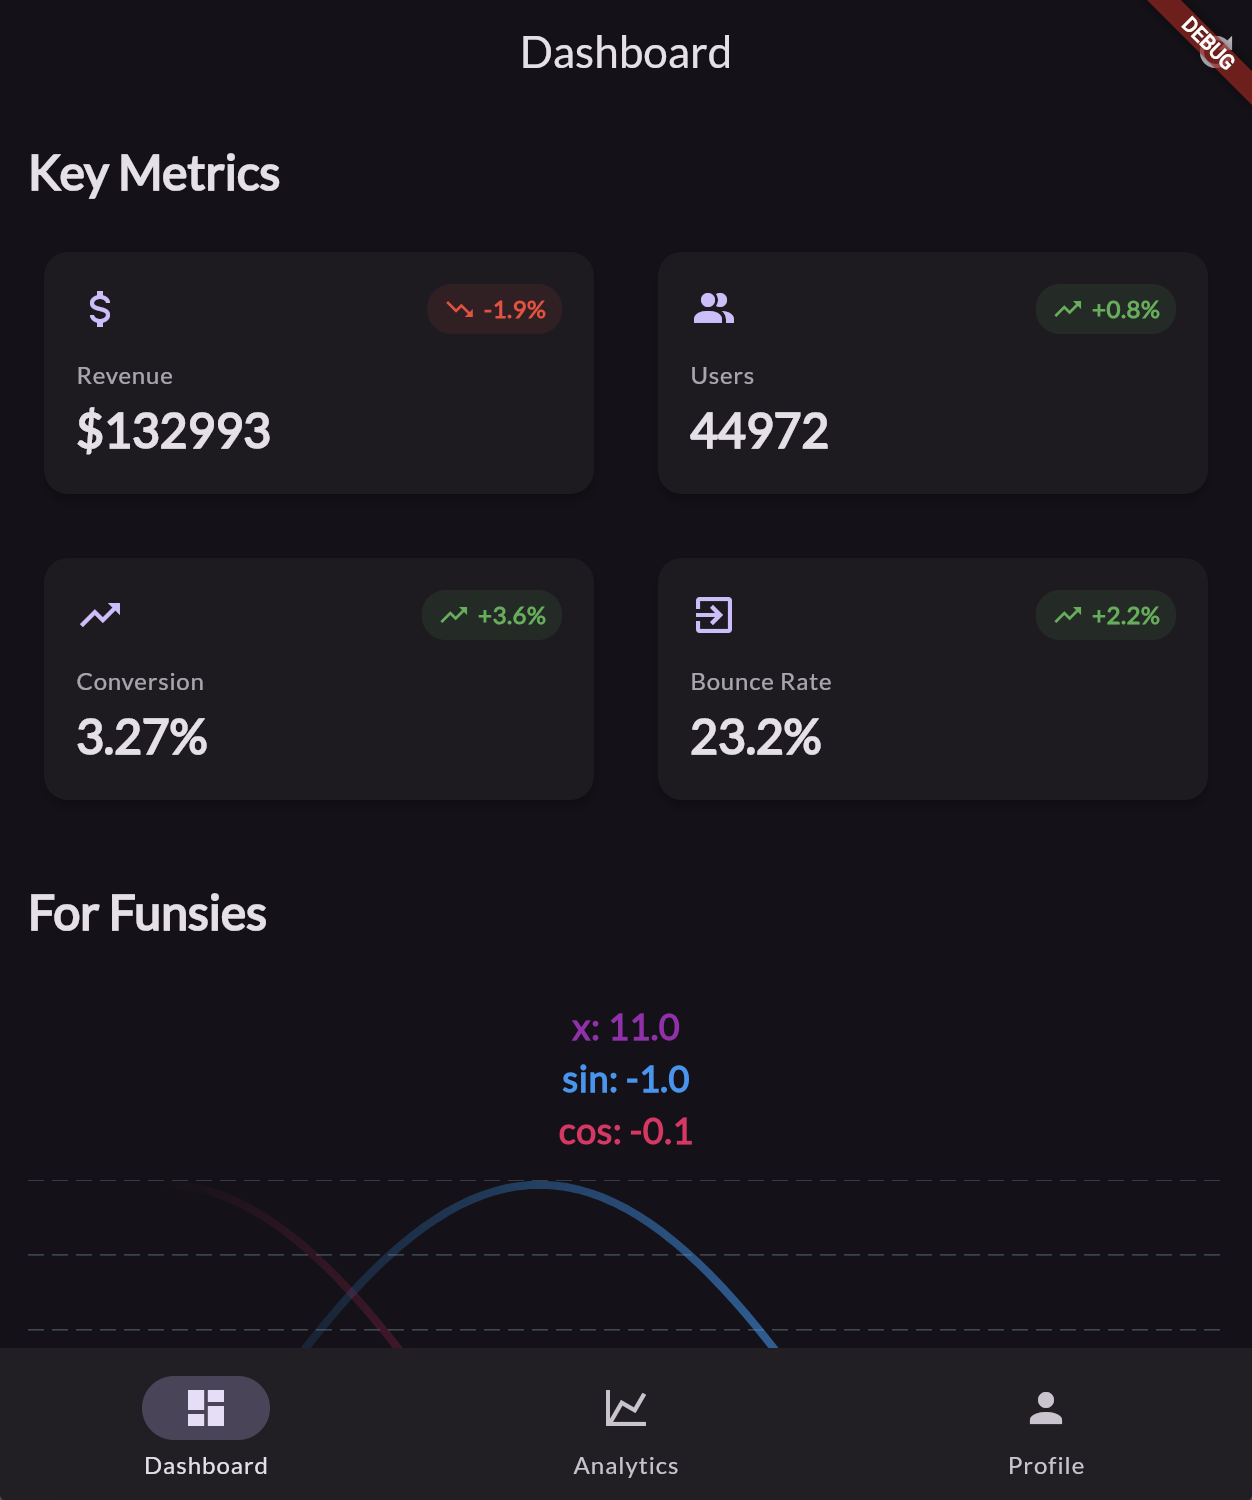 Dashboard
DEBUG
Key Metrics
-1.9%
Revenue
$132993
+0.8%
Users
44972
+3.6%
Conversion
3.27%
+2.2%
Bounce Rate
23.2%
For Funsies
x: 11.0
sin: -1.0
cos: -0.1
Dashboard
Analytics
Profile